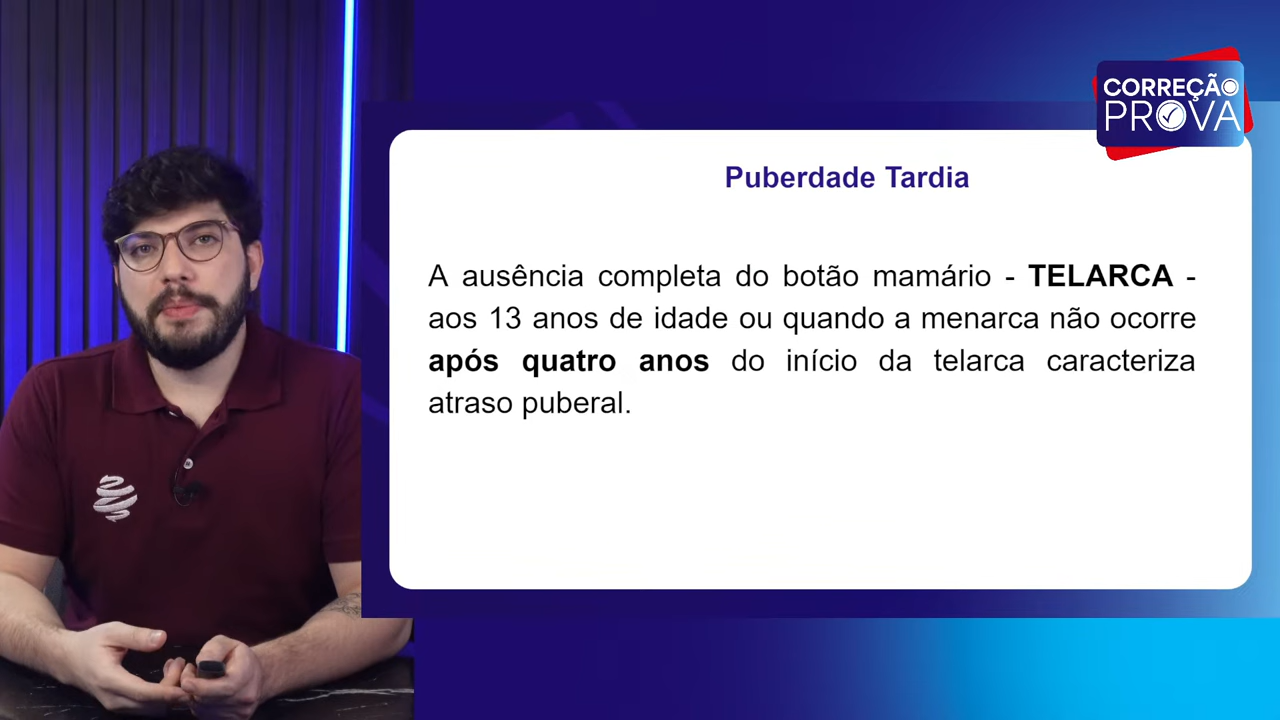 CORREÇÃO
PROVA
Puberdade Tardia
A ausência completa do botão mamário - TELARCA -
aos 13 anos de idade ou quando a menarca não ocorre
após quatro anos do início da telarca caracteriza
atraso puberal.